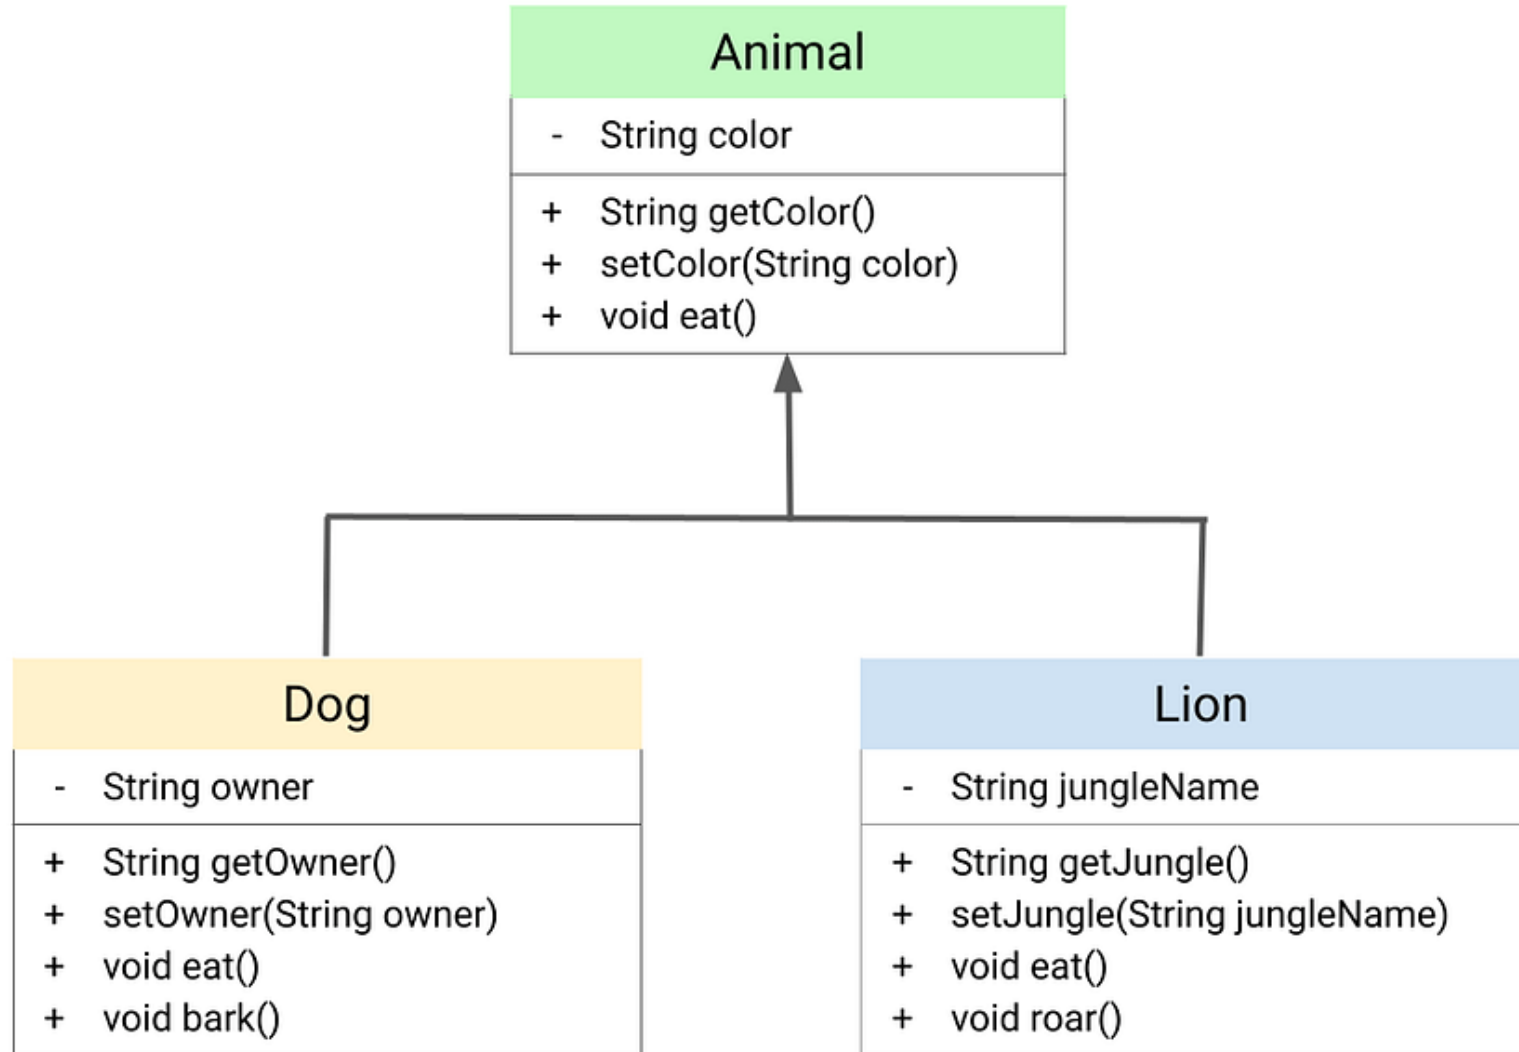 Animal
- String color
+ String getColor()
+ setColor(String color)
+ void eat()
Dog
- String owner
+ String getOwner()
+ setOwner(String owner)
+ void eat()
+ void bark()
Lion
- String jungleName
+ String getJungle()
+ setJungle(String jungleName)
+ void eat()
+ void roar()